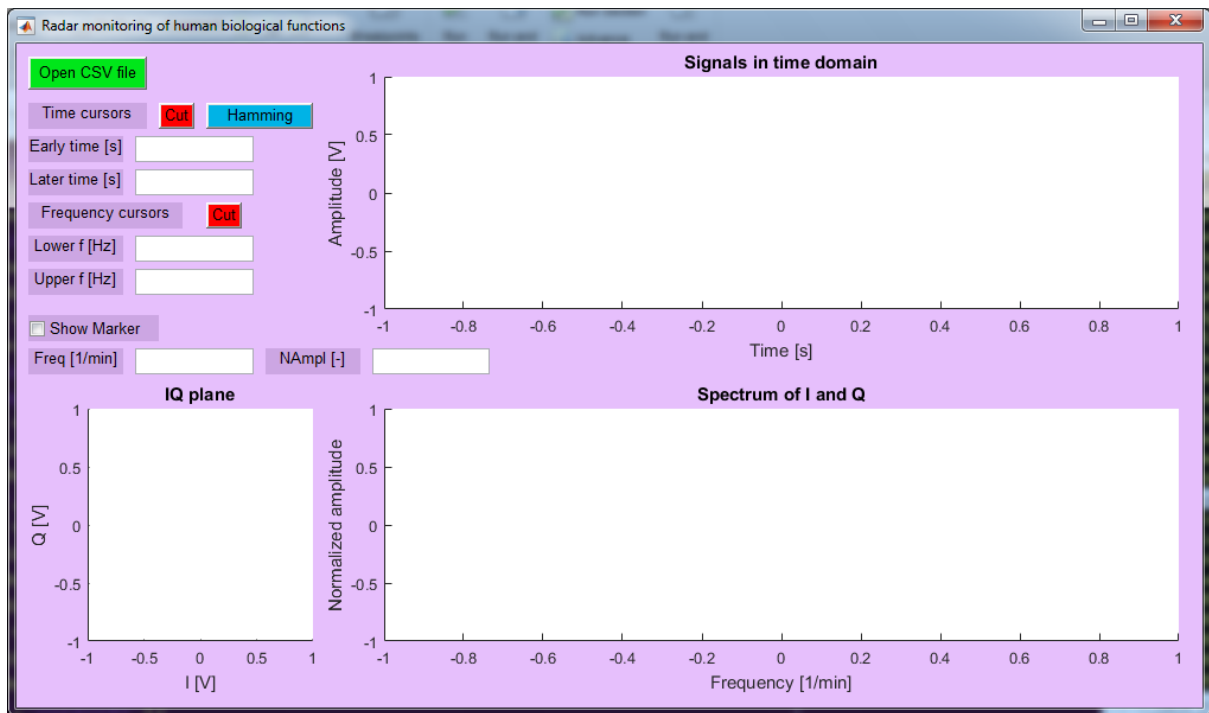 Radar monitoring of human biological functions
Open CSV file
Time cursors Cut Hamming
Early time [s]
Later time [s]
Frequency cursors Cut
Lower f [Hz]
Upper f [Hz]
Show Marker
Freq [1/min] NAmpl [-]
Signals in time domain
Amplitude [V]
1
0.5
0
-0.5
-1
-1 -0.8 -0.6 -0.4 -0.2 0 0.2 0.4 0.6 0.8 1
Time [s]
IQ plane
Q [V]
1
0.5
0
-0.5
-1
-1 -0.5 0 0.5 1
I [V]
Spectrum of I and Q
Normalized amplitude
1
0.5
0
-0.5
-1
-1 -0.8 -0.6 -0.4 -0.2 0 0.2 0.4 0.6 0.8 1
Frequency [1/min]